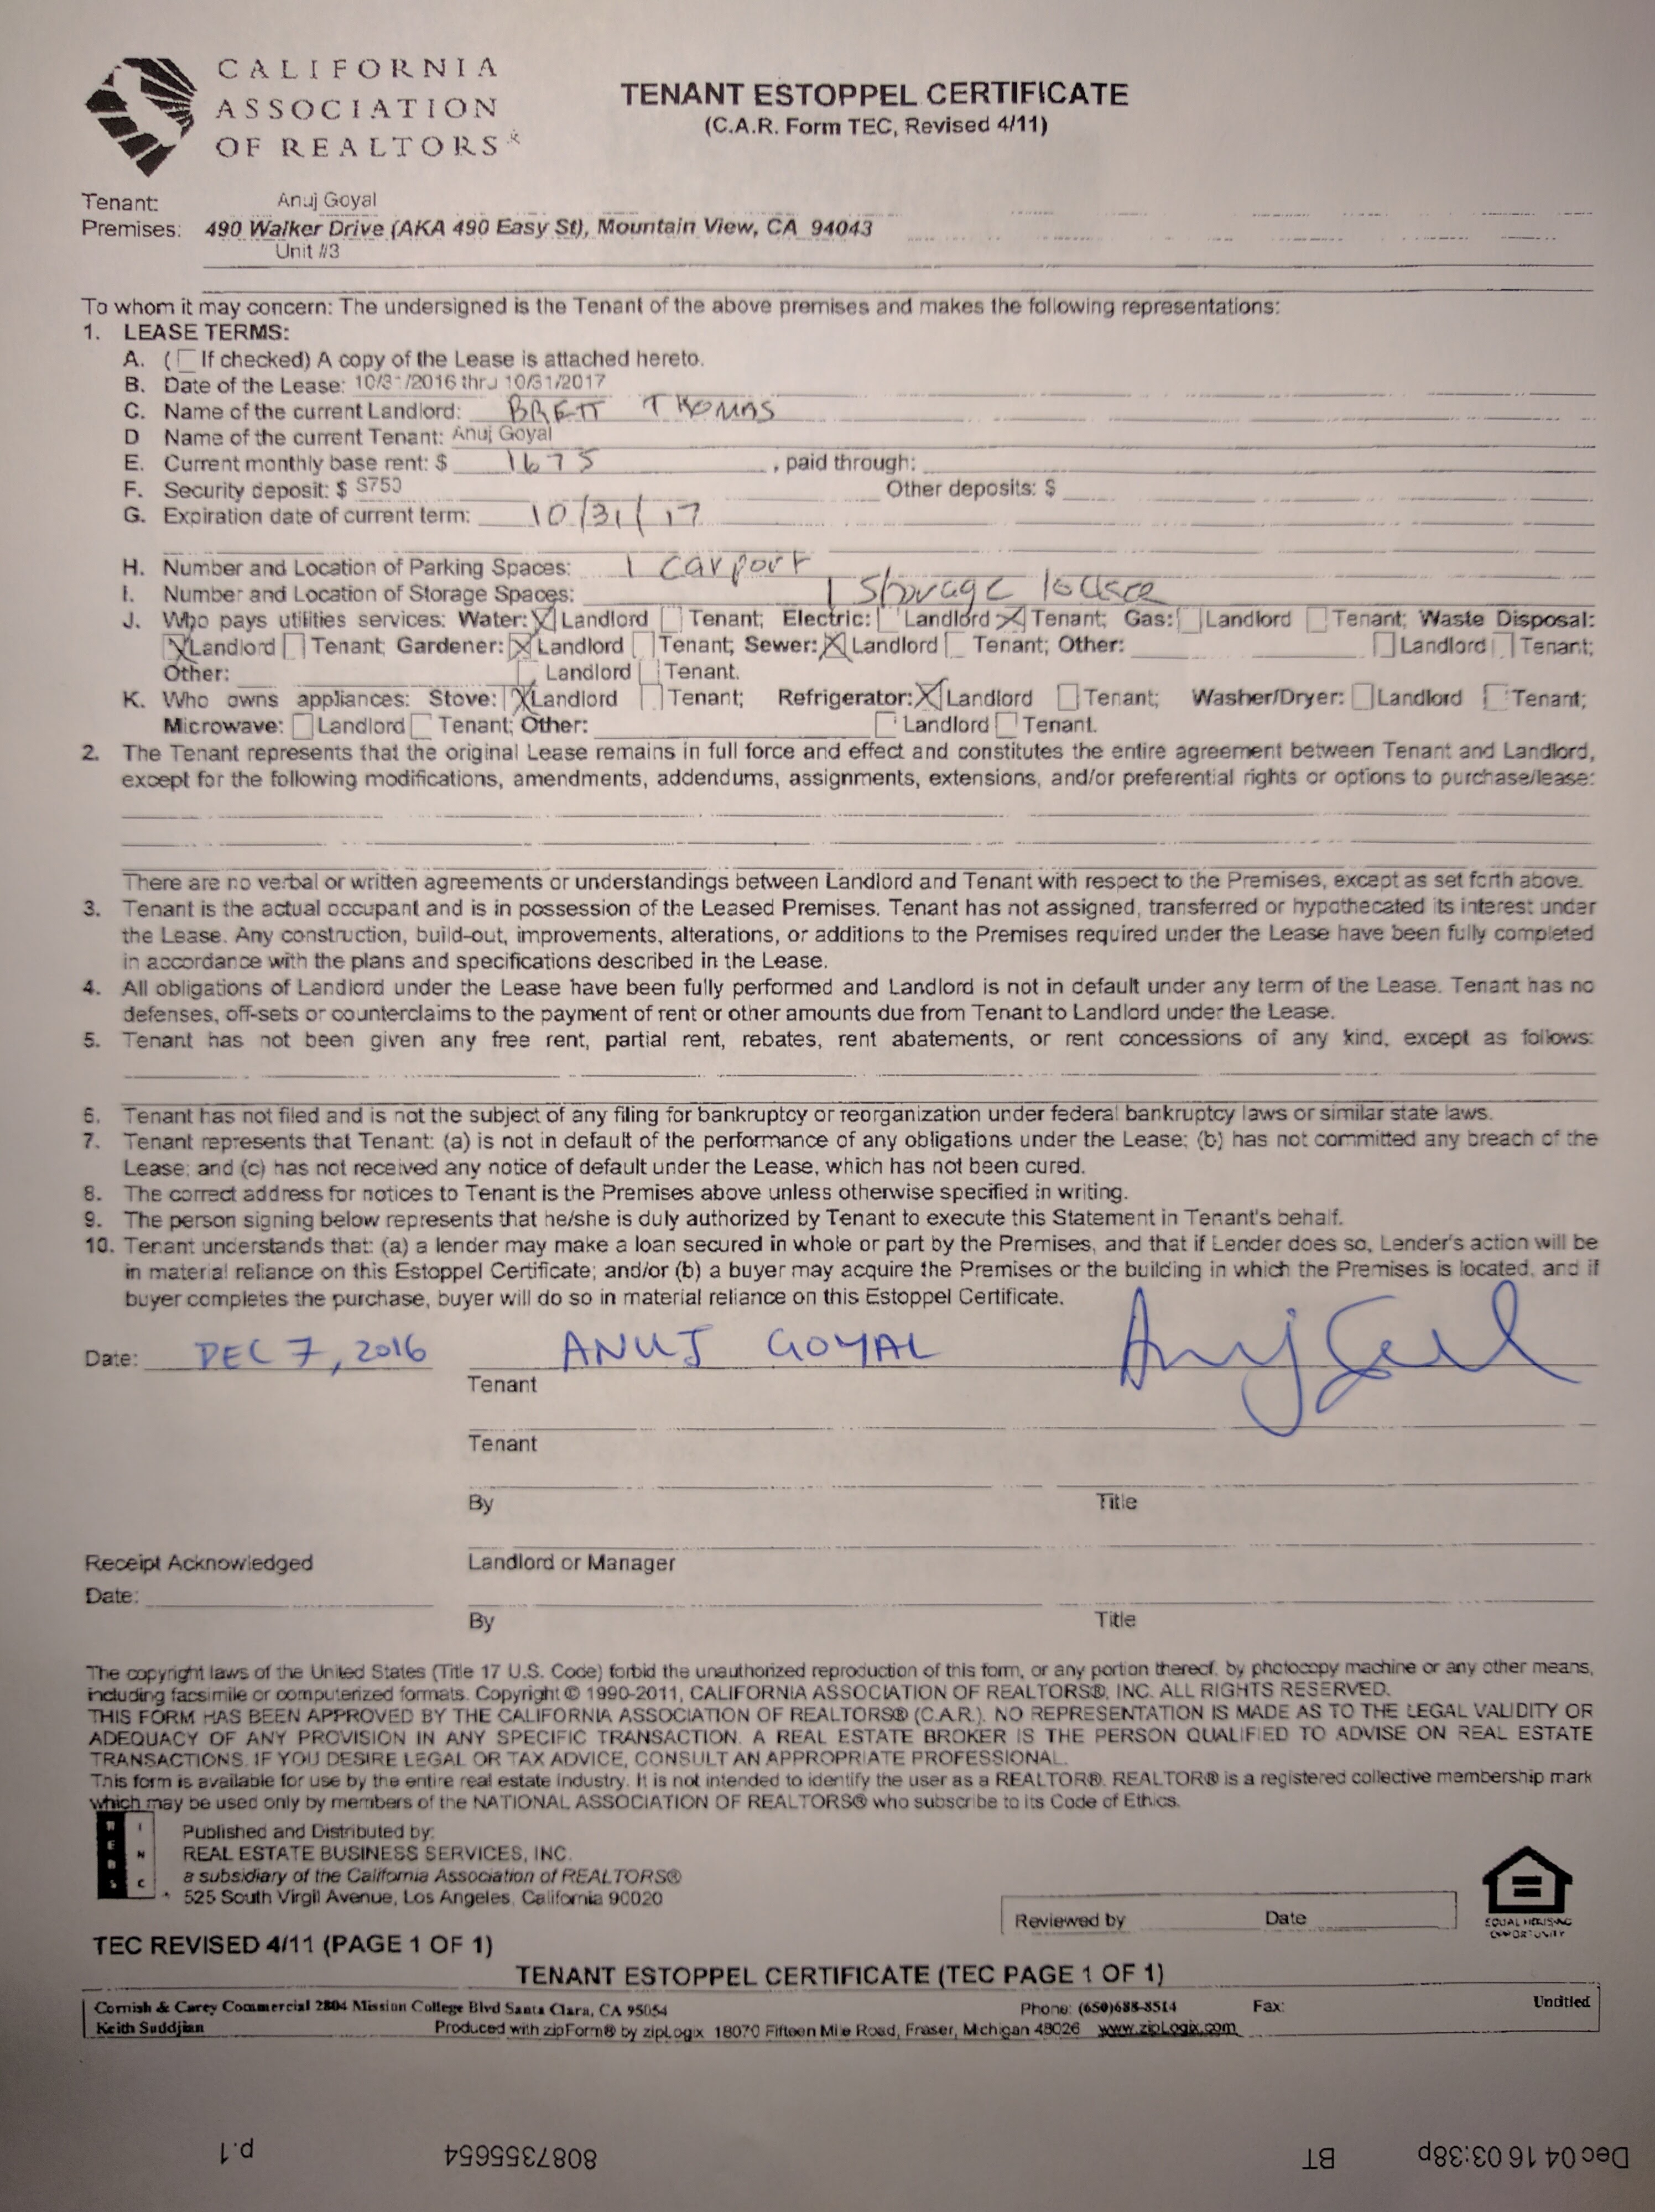 CALIFORNIA
ASSOCIATION
OF REALTORS
TENANT ESTOPPEL CERTIFICATE
(C.A.R. Form TEC, Revised 4/11)
Tenant: Anuj Goyal
Premises: 490 Walker Drive (AKA 490 Easy St), Mountain View, CA 94043
Unit #3
To whom it may concern: The undersigned is the Tenant of the above premises and makes the following representations:
1. LEASE TERMS:
A. ( If checked) A copy of the Lease is attached hereto.
B. Date of the Lease: 10/31/2016 thru 10/31/2017
C. Name of the current Landlord: BRETT THOMAS
D Name of the current Tenant: Anuj Goyal
E. Current monthly base rent: $ 1675 , paid through:
F. Security deposit: $ $750 Other deposits: $
G. Expiration date of current term: 10/31/17
H. Number and Location of Parking Spaces: 1 carport
I. Number and Location of Storage Spaces: 1 storage
J. Who pays utilities services: Water: X Landlord Tenant; Electric: Landlord X Tenant; Gas: Landlord Tenant; Waste Disposal:
X Landlord Tenant; Gardener: X Landlord Tenant; Sewer: X Landlord Tenant; Other: Landlord Tenant;
Other: Landlord Tenant.
K. Who owns appliances: Stove: X Landlord Tenant; Refrigerator: X Landlord Tenant; Washer/Dryer: Landlord Tenant;
Microwave: Landlord Tenant; Other: Landlord Tenant.
2. The Tenant represents that the original Lease remains in full force and effect and constitutes the entire agreement between Tenant and Landlord,
except for the following modifications, amendments, addendums, assignments, extensions, and/or preferential rights or options to purchase/lease:
There are no verbal or written agreements or understandings between Landlord and Tenant with respect to the Premises, except as set forth above.
3. Tenant is the actual occupant and is in possession of the Leased Premises. Tenant has not assigned, transferred or hypothecated its interest under
the Lease. Any construction, build-out, improvements, alterations, or additions to the Premises required under the Lease have been fully completed
in accordance with the plans and specifications described in the Lease.
4. All obligations of Landlord under the Lease have been fully performed and Landlord is not in default under any term of the Lease. Tenant has no
defenses, off-sets or counterclaims to the payment of rent or other amounts due from Tenant to Landlord under the Lease.
5. Tenant has not been given any free rent, partial rent, rebates, rent abatements, or rent concessions of any kind, except as follows:
6. Tenant has not filed and is not the subject of any filing for bankruptcy or reorganization under federal bankruptcy laws or similar state laws.
7. Tenant represents that Tenant: (a) is not in default of the performance of any obligations under the Lease; (b) has not committed any breach of the
Lease; and (c) has not received any notice of default under the Lease, which has not been cured.
8. The correct address for notices to Tenant is the Premises above unless otherwise specified in writing.
9. The person signing below represents that he/she is duly authorized by Tenant to execute this Statement in Tenant's behalf.
10. Tenant understands that: (a) a lender may make a loan secured in whole or part by the Premises, and that if Lender does so, Lender's action will be
in material reliance on this Estoppel Certificate; and/or (b) a buyer may acquire the Premises or the building in which the Premises is located, and if
buyer completes the purchase, buyer will do so in material reliance on this Estoppel Certificate.
Date: DEC 7, 2016 ANUJ GOYAL
Tenant
Tenant
By Title
Receipt Acknowledged Landlord or Manager
Date:
By Title
The copyright laws of the United States (Title 17 U.S. Code) forbid the unauthorized reproduction of this form, or any portion thereof, by photocopy machine or any other means,
including facsimile or computerized formats. Copyright © 1990-2011, CALIFORNIA ASSOCIATION OF REALTORS®, INC. ALL RIGHTS RESERVED.
THIS FORM HAS BEEN APPROVED BY THE CALIFORNIA ASSOCIATION OF REALTORS® (C.A.R.). NO REPRESENTATION IS MADE AS TO THE LEGAL VALIDITY OR
ADEQUACY OF ANY PROVISION IN ANY SPECIFIC TRANSACTION. A REAL ESTATE BROKER IS THE PERSON QUALIFIED TO ADVISE ON REAL ESTATE
TRANSACTIONS. IF YOU DESIRE LEGAL OR TAX ADVICE, CONSULT AN APPROPRIATE PROFESSIONAL.
This form is available for use by the entire real estate industry. It is not intended to identify the user as a REALTOR®. REALTOR® is a registered collective membership mark
which may be used only by members of the NATIONAL ASSOCIATION OF REALTORS® who subscribe to its Code of Ethics.
Published and Distributed by:
REAL ESTATE BUSINESS SERVICES, INC.
a subsidiary of the California Association of REALTORS®
525 South Virgil Avenue, Los Angeles, California 90020
Reviewed by Date
EQUAL HOUSING
OPPORTUNITY
TEC REVISED 4/11 (PAGE 1 OF 1)
TENANT ESTOPPEL CERTIFICATE (TEC PAGE 1 OF 1)
Cornish & Carey Commercial 2804 Mission College Blvd Santa Clara, CA 95054 Phone: (650)688-8514 Fax: Untitled
Keith Suddjian Produced with zipForm® by zipLogix 18070 Fifteen Mile Road, Fraser, Michigan 48026 www.zipLogix.com
Dec 04 16 03:38p BT 8087355654 p.1